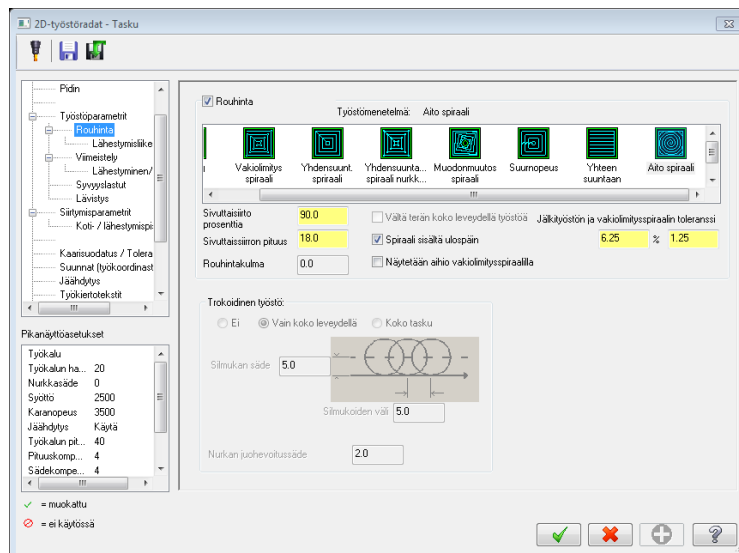 2D-työstöradat - Tasku
Pidin
Työstöparametrit
Rouhinta
Lähestymisliike
Viimeistely
Lähestyminen/
Syvyyslastut
Lävistys
Siirtymisparametrit
Koti- / lähestymispi
Kaarisuodatus / Tolera
Suunnat (työkoordinast
Jäähdytys
Työkiertotekstit
Pikanäyttöasetukset
Työkalu
Työkalun ha... 20
Nurkkasäde 0
Syöttö 2500
Karanopeus 3500
Jäähdytys Käytä
Työkalun pit... 40
Pituuskomp... 4
Sädekompe... 4
= muokattu
= ei käytössä
Rouhinta
Työstömenetelmä: Aito spiraali
Vakiolimitys spiraali
Yhdensuunt. spiraali
Yhdensuunta... spiraali nurkk...
Muodonmuutos spiraali
Suurnopeus
Yhteen suuntaan
Aito spiraali
Sivuttaisiirto prosenttia 90.0
Sivuttaissiirron pituus 18.0
Rouhintakulma 0.0
Vältä terän koko leveydellä työstöä
Spiraali sisältä ulospäin
Näytetään aihio vakiolimitysspiraalilla
Jälkityöstön ja vakiolimitysspiraalin toleranssi
6.25 % 1.25
Trokoidinen työstö:
Ei Vain koko leveydellä Koko tasku
Silmukan säde 5.0
Silmukoiden väli 5.0
Nurkan juohevoitussäde 2.0